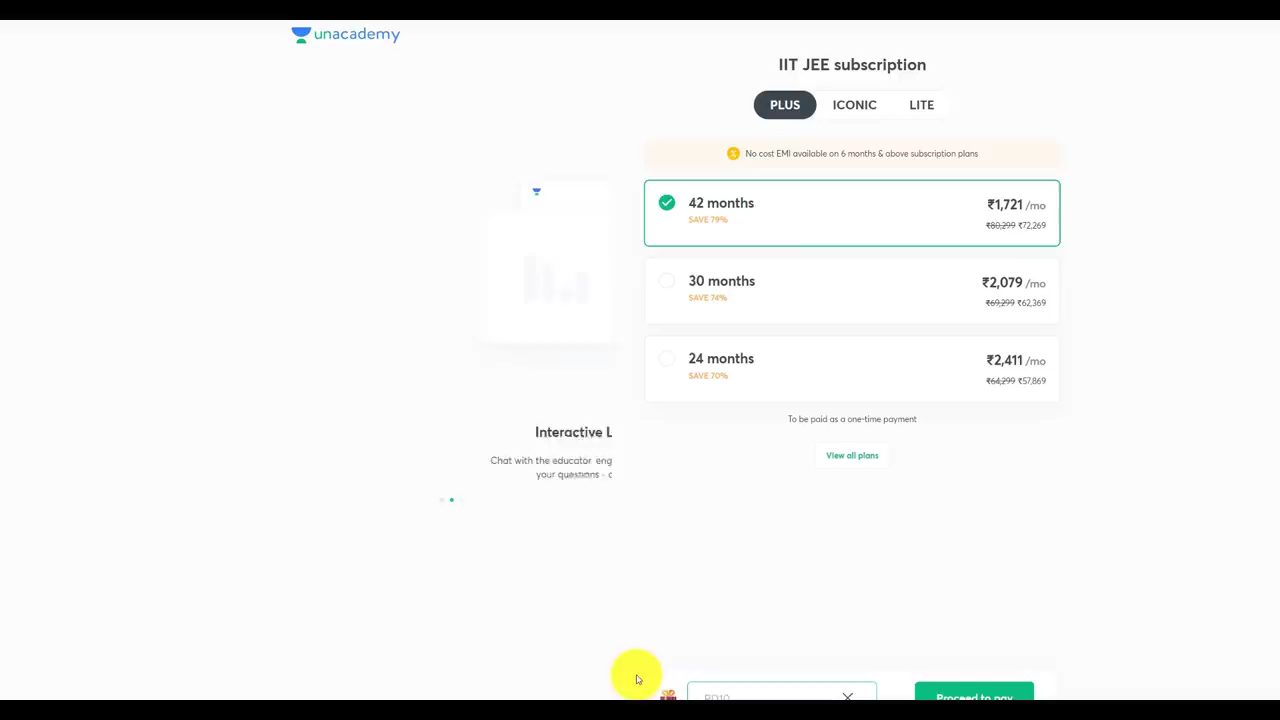 unacademy
IIT JEE subscription
PLUS ICONIC LITE
No cost EMI available on 6 months & above subscription plans
42 months ₹1,721 /mo
SAVE 79% ₹80,299 ₹72,269
30 months ₹2,079 /mo
SAVE 74% ₹69,299 ₹62,369
24 months ₹2,411 /mo
SAVE 70% ₹64,299 ₹57,869
To be paid as a one-time payment
View all plans
Interactive L
Chat with the educator eng
your questions - c
Proceed to pay